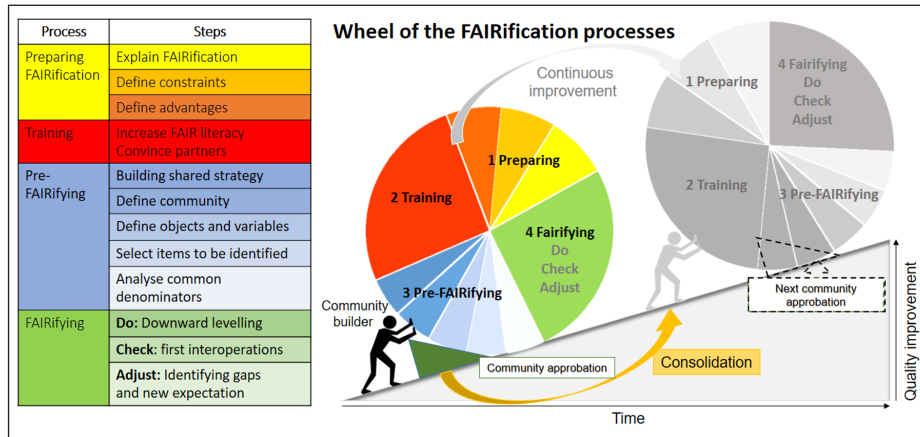 Process Steps
Preparing
FAIRification
Explain FAIRification
Define constraints
Define advantages
Training
Increase FAIR literacy
Convince partners
Pre-
FAIRifying
Building shared strategy
Define community
Define objects and variables
Select items to be identified
Analyse common
denominators
FAIRifying
Do: Downward levelling
Check: first interoperations
Adjust: Identifying gaps
and new expectation
Wheel of the FAIRification processes
Continuous
improvement
1 Preparing
2 Training
3 Pre-FAIRifying
4 Fairifying
Do
Check
Adjust
Community
builder
Community approbation
Consolidation
1 Preparing
4 Fairifying
Do
Check
Adjust
2 Training
3 Pre-FAIRifying
Next community
approbation
Time
Quality improvement